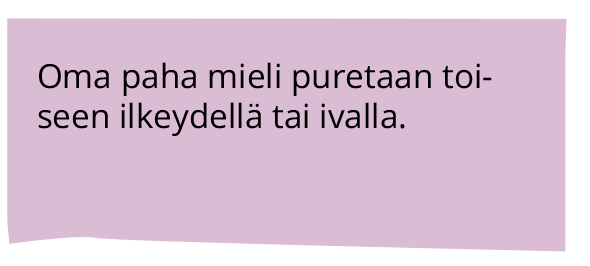 Oma paha mieli puretaan toi-
seen ilkeydellä tai ivalla.